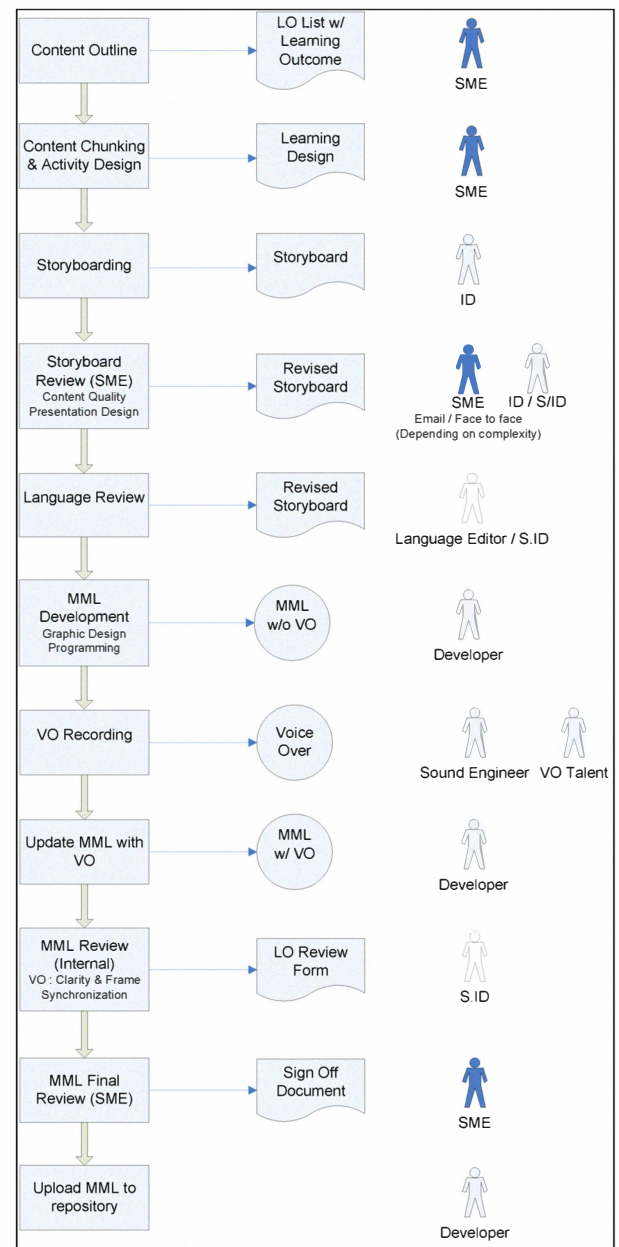 Content Outline
LO List w/
Learning
Outcome
SME
Content Chunking
& Activity Design
Learning
Design
SME
Storyboarding
Storyboard
ID
Storyboard
Review (SME)
Content Quality
Presentation Design
Revised
Storyboard
SME
ID / S/ID
Email / Face to face
(Depending on complexity)
Language Review
Revised
Storyboard
Language Editor / S.ID
MML
Development
Graphic Design
Programming
MML
w/o VO
Developer
VO Recording
Voice
Over
Sound Engineer
VO Talent
Update MML with
VO
MML
w/ VO
Developer
MML Review
(Internal)
VO : Clarity & Frame
Synchronization
LO Review
Form
S.ID
MML Final
Review (SME)
Sign Off
Document
SME
Upload MML to
repository
Developer